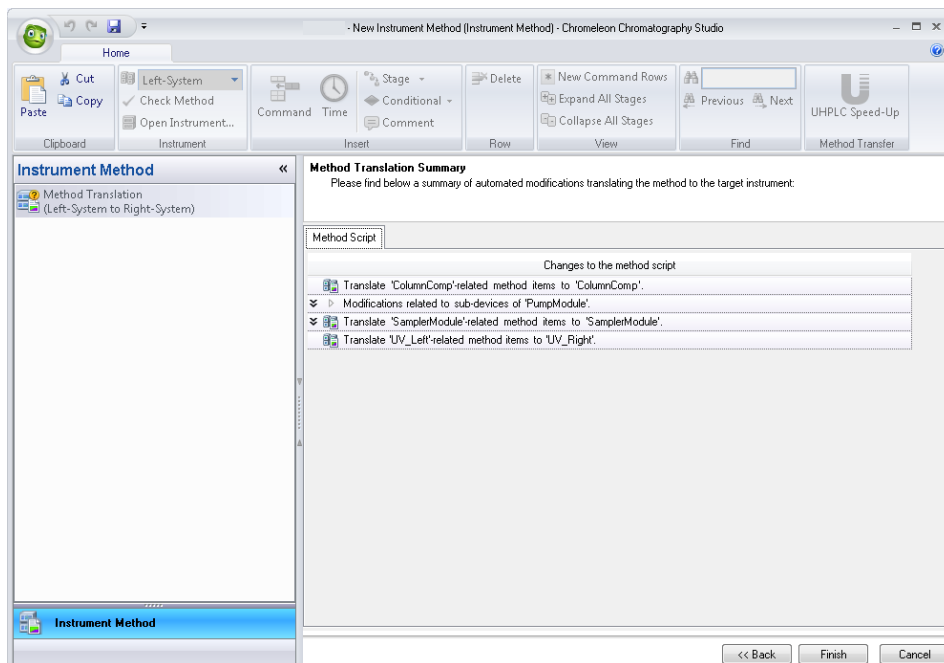 - New Instrument Method (Instrument Method) - Chromeleon Chromatography Studio
Home
Paste
Cut
Copy
Clipboard
Left-System
Check Method
Open Instrument...
Instrument
Command
Time
Stage
Conditional
Comment
Insert
Delete
Row
New Command Rows
Expand All Stages
Collapse All Stages
View
Previous
Next
Find
UHPLC Speed-Up
Method Transfer
Instrument Method
Method Translation
(Left-System to Right-System)
Instrument Method
Method Translation Summary
Please find below a summary of automated modifications translating the method to the target instrument:
Method Script
Changes to the method script
Translate 'ColumnComp'-related method items to 'ColumnComp'.
Modifications related to sub-devices of 'PumpModule'.
Translate 'SamplerModule'-related method items to 'SamplerModule'.
Translate 'UV_Left'-related method items to 'UV_Right'.
<< Back
Finish
Cancel